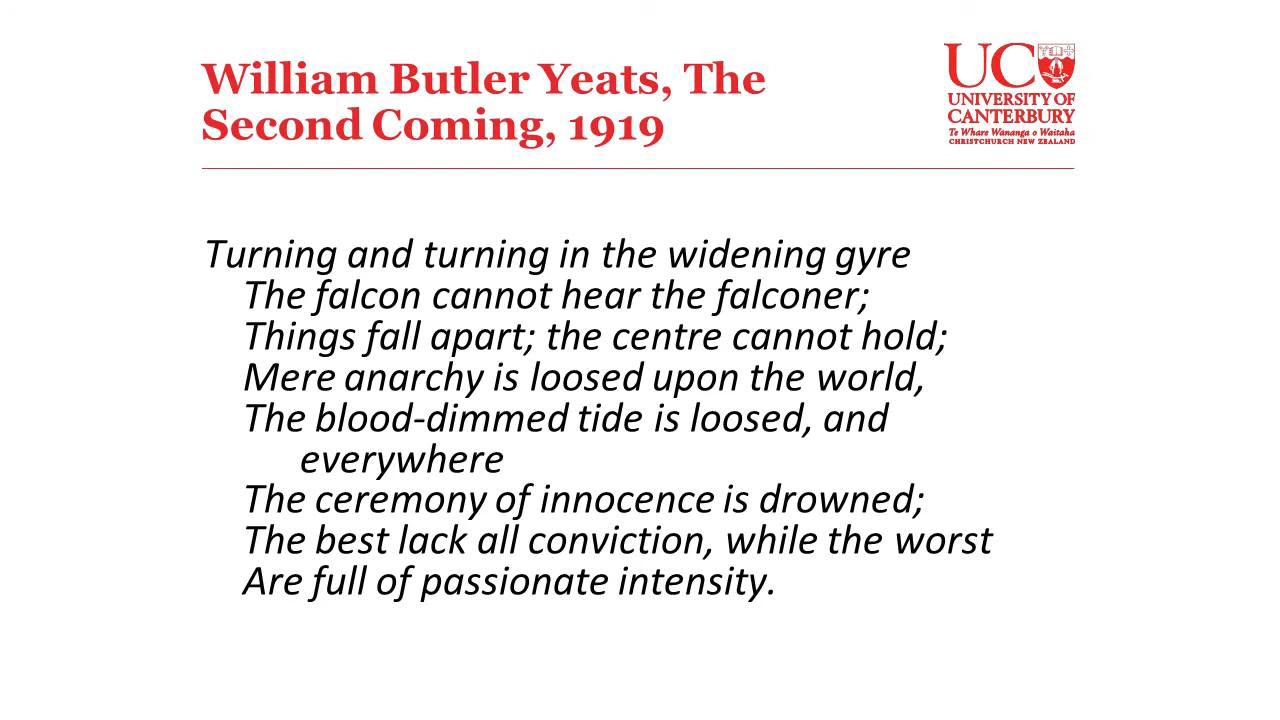 William Butler Yeats, The
Second Coming, 1919
UC
UNIVERSITY OF
CANTERBURY
Te Whare Wananga o Waitaha
CHRISTCHURCH NEW ZEALAND
Turning and turning in the widening gyre
The falcon cannot hear the falconer;
Things fall apart; the centre cannot hold;
Mere anarchy is loosed upon the world,
The blood-dimmed tide is loosed, and
everywhere
The ceremony of innocence is drowned;
The best lack all conviction, while the worst
Are full of passionate intensity.